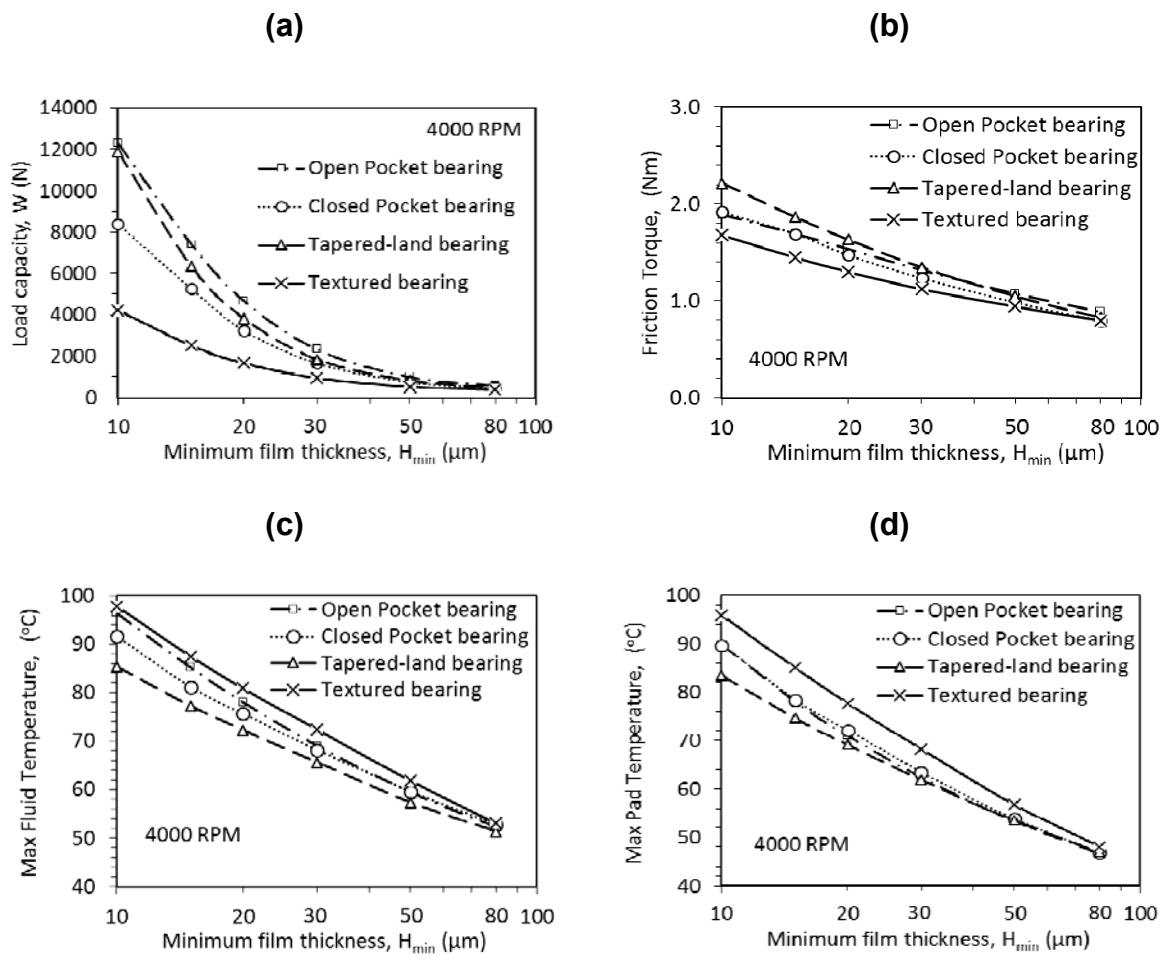 (a)
Load capacity, W (N)
14000
12000
10000
8000
6000
4000
2000
0
4000 RPM
Open Pocket bearing
Closed Pocket bearing
Tapered-land bearing
Textured bearing
10 20 30 50 80 100
Minimum film thickness, Hmin (µm)
(b)
Friction Torque, (Nm)
3.0
2.0
1.0
0.0
Open Pocket bearing
Closed Pocket bearing
Tapered-land bearing
Textured bearing
4000 RPM
10 20 30 50 80 100
Minimum film thickness, Hmin (µm)
(c)
Max Fluid Temperature, (°C)
100
90
80
70
60
50
40
Open Pocket bearing
Closed Pocket bearing
Tapered-land bearing
Textured bearing
4000 RPM
10 20 30 50 80 100
Minimum film thickness, Hmin (µm)
(d)
Max Pad Temperature, (°C)
100
90
80
70
60
50
40
Open Pocket bearing
Closed Pocket bearing
Tapered-land bearing
Textured bearing
4000 RPM
10 20 30 50 80 100
Minimum film thickness, Hmin (µm)